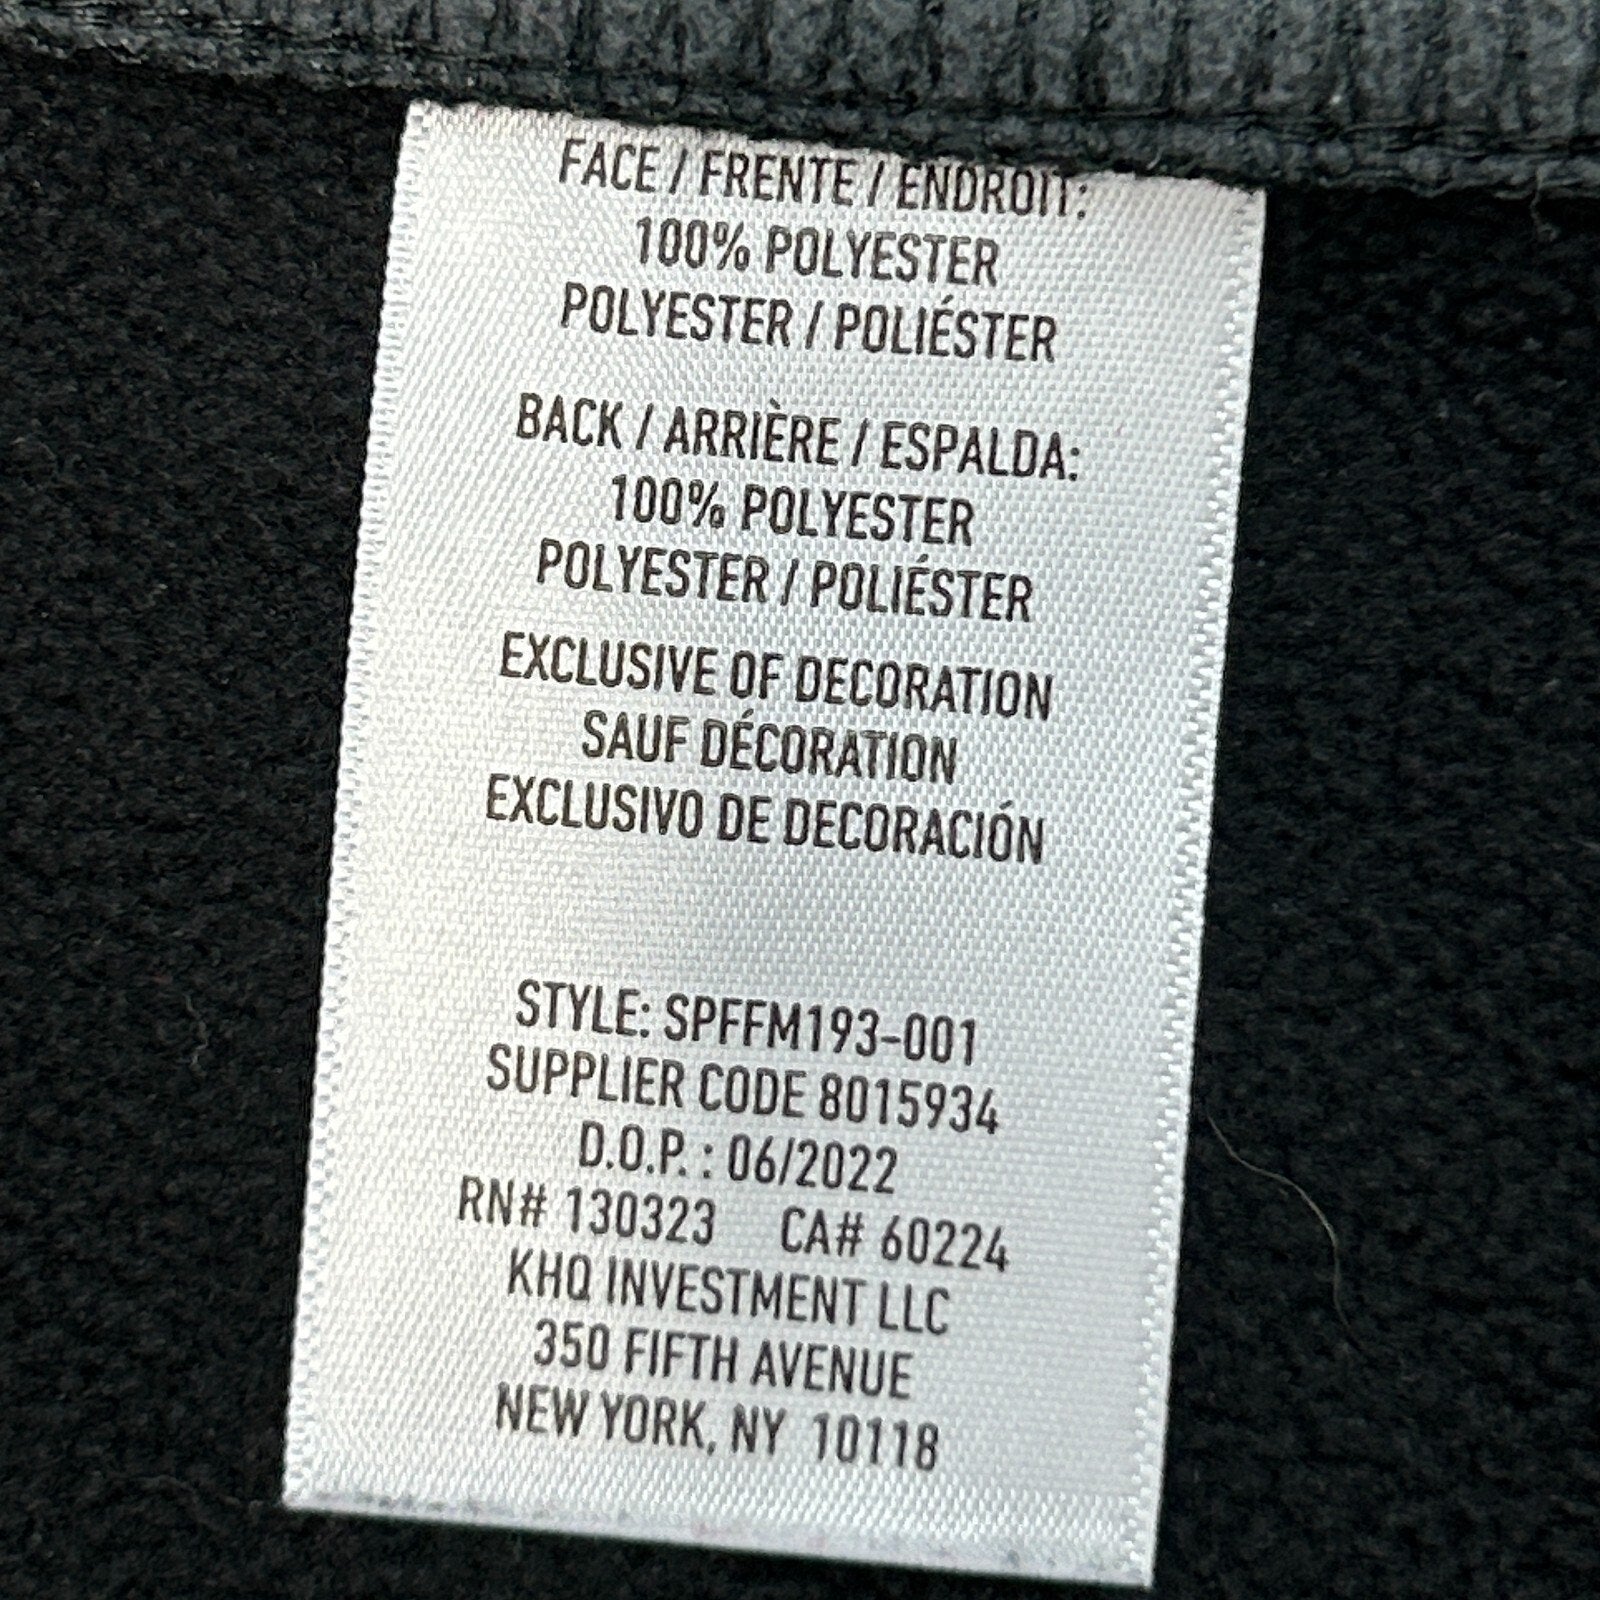 FACE / FRENTE / ENDROIT:
100% POLYESTER
POLYESTER / POLIÉSTER
BACK / ARRIÈRE / ESPALDA:
100% POLYESTER
POLYESTER / POLIÉSTER
EXCLUSIVE OF DECORATION
SAUF DÉCORATION
EXCLUSIVO DE DECORACIÓN
STYLE: SPFFM193-001
SUPPLIER CODE 8015934
D.O.P. : 06/2022
RN# 130323 CA# 60224
KHQ INVESTMENT LLC
350 FIFTH AVENUE
NEW YORK, NY 10118